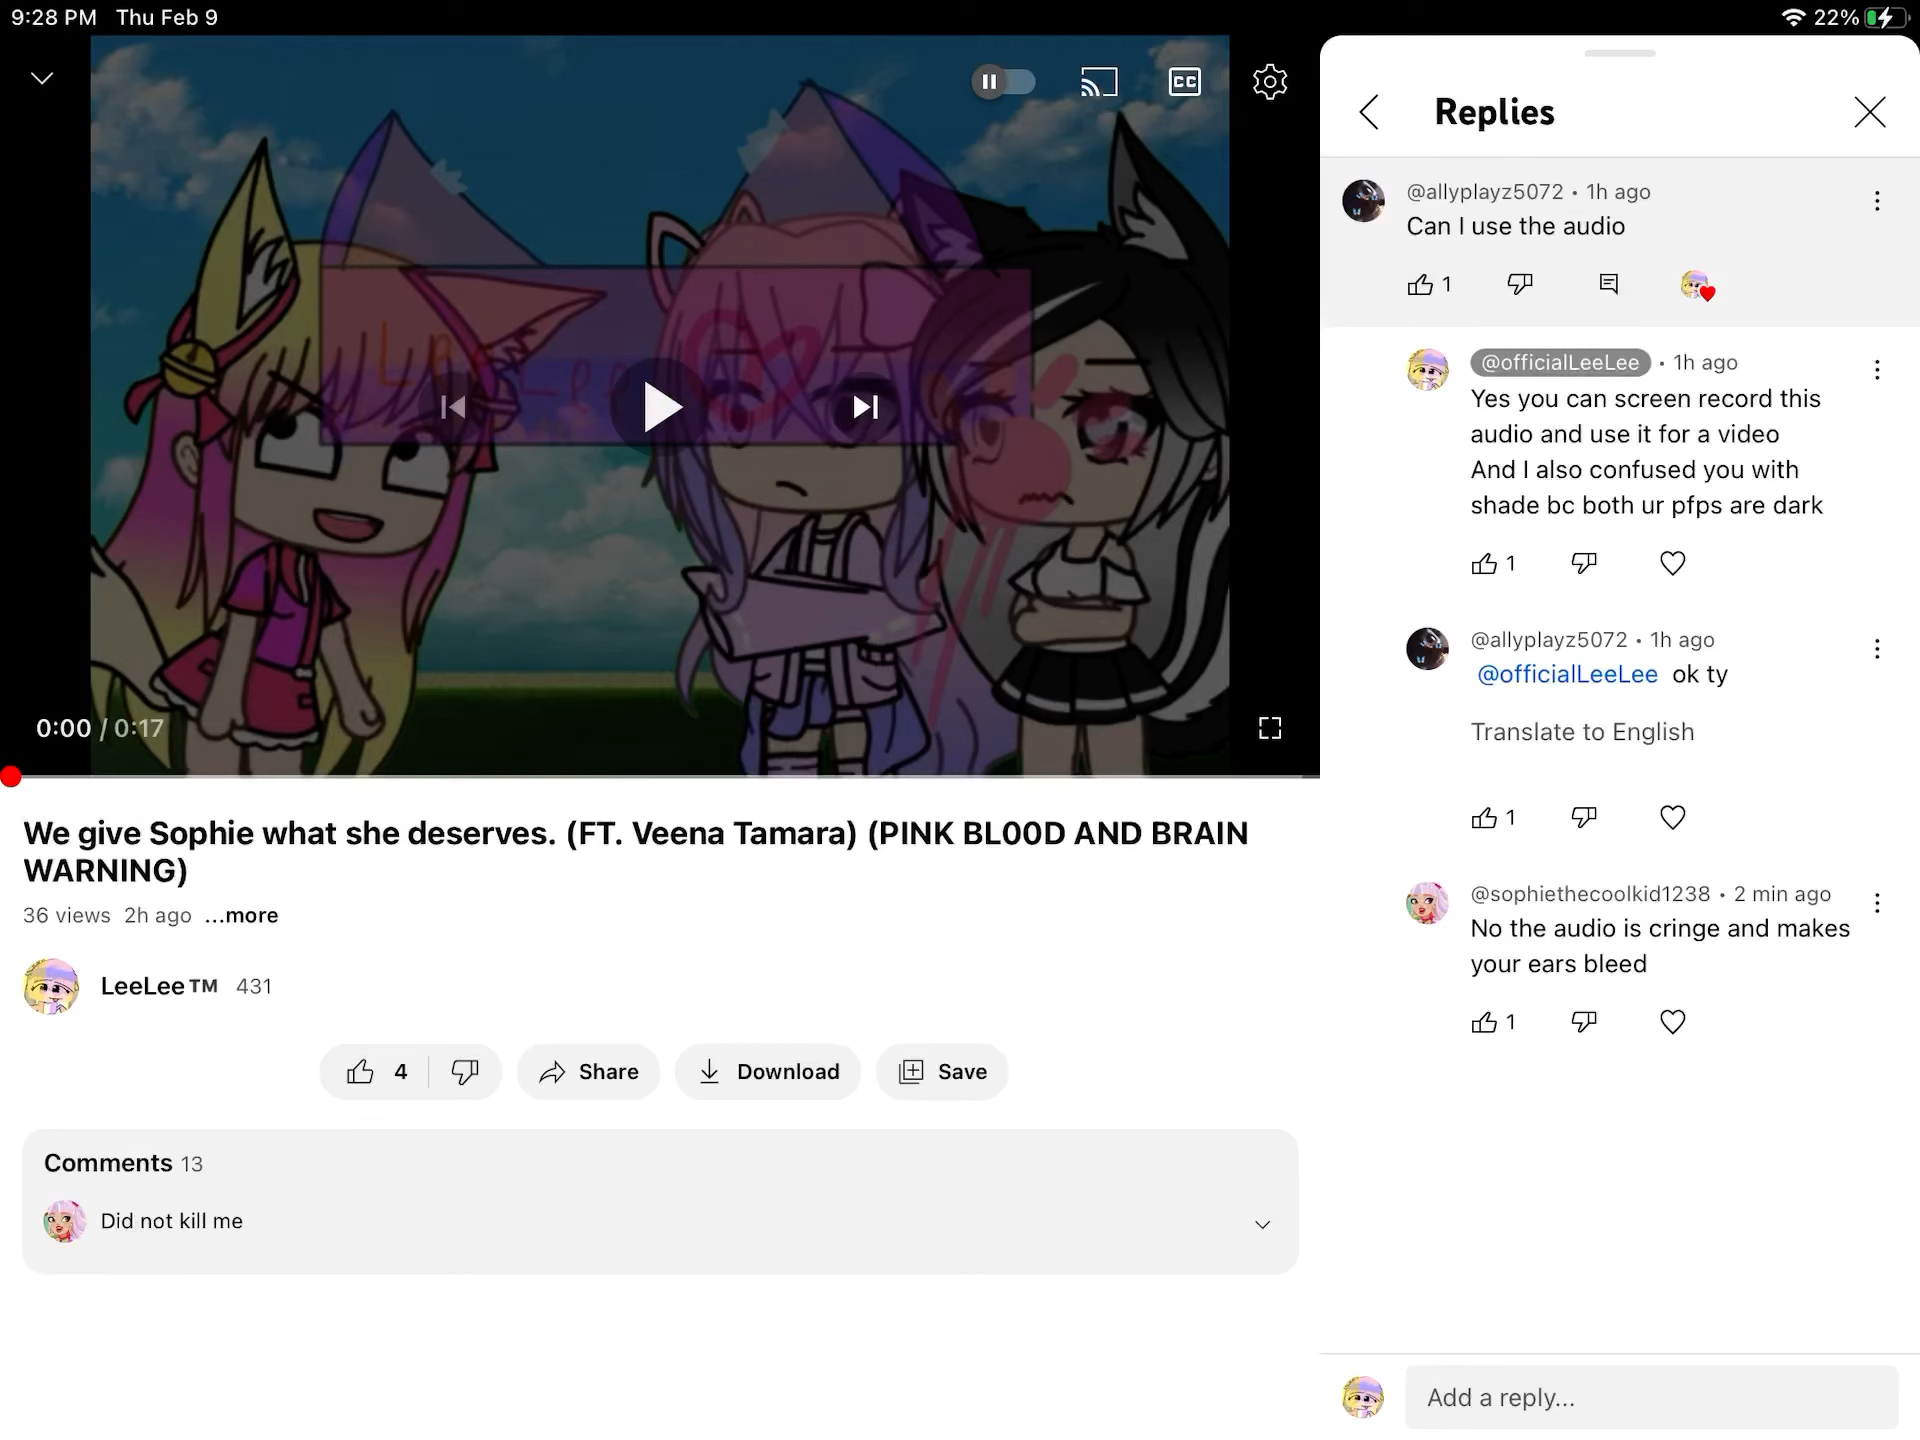 9:28 PM Thu Feb 9
22%
CC
Replies
@allyplayz5072 • 1h ago
Can I use the audio
1
@officialLeeLee • 1h ago
Yes you can screen record this
audio and use it for a video
And I also confused you with
shade bc both ur pfps are dark
1
@allyplayz5072 • 1h ago
@officialLeeLee ok ty
Translate to English
1
@sophiethecoolkid1238 • 2 min ago
No the audio is cringe and makes
your ears bleed
1
Add a reply...
Lee Lee
0:00 / 0:17
We give Sophie what she deserves. (FT. Veena Tamara) (PINK BL00D AND BRAIN
WARNING)
36 views 2h ago ...more
LeeLee™ 431
4
Share
Download
Save
Comments 13
Did not kill me